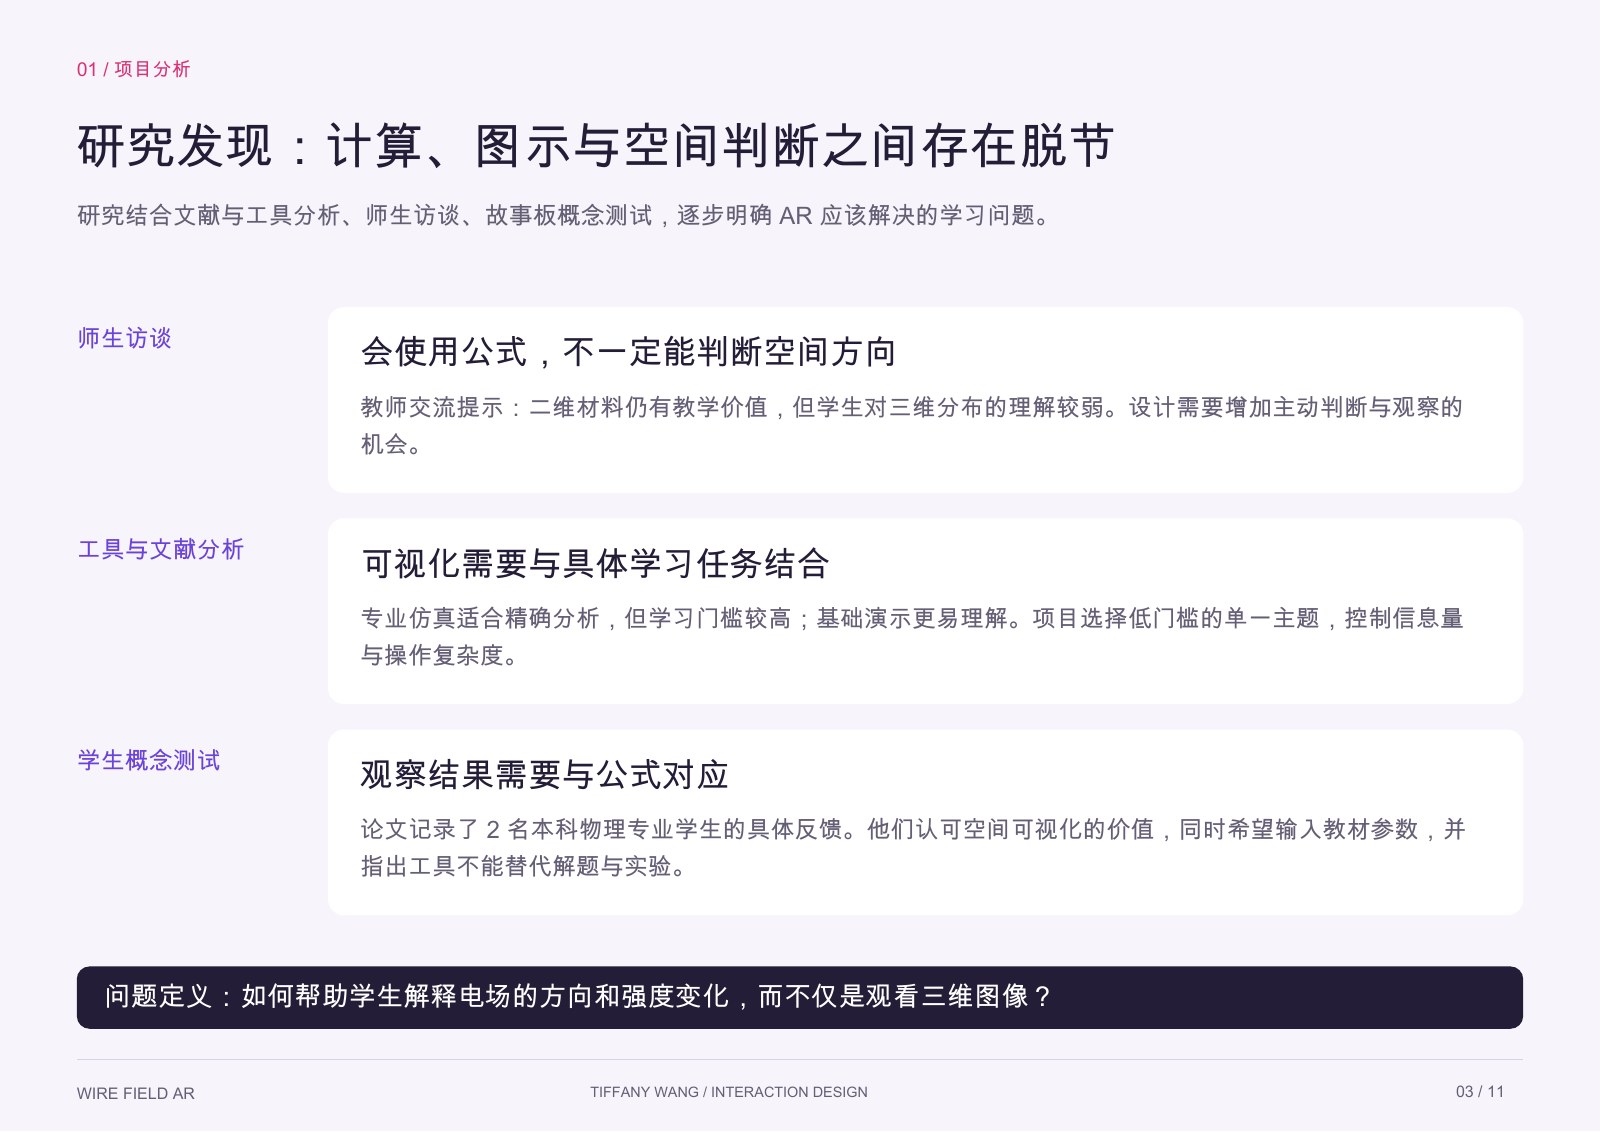 01 / 项目分析
研究发现：计算、图示与空间判断之间存在脱节
研究结合文献与工具分析、师生访谈、故事板概念测试，逐步明确 AR 应该解决的学习问题。
师生访谈
会使用公式，不一定能判断空间方向
教师交流提示：二维材料仍有教学价值，但学生对三维分布的理解较弱。设计需要增加主动判断与观察的
机会。
工具与文献分析
可视化需要与具体学习任务结合
专业仿真适合精确分析，但学习门槛较高；基础演示更易理解。项目选择低门槛的单一主题，控制信息量
与操作复杂度。
学生概念测试
观察结果需要与公式对应
论文记录了 2 名本科物理专业学生的具体反馈。他们认可空间可视化的价值，同时希望输入教材参数，并
指出工具不能替代解题与实验。
问题定义：如何帮助学生解释电场的方向和强度变化，而不仅是观看三维图像？
WIRE FIELD AR
TIFFANY WANG / INTERACTION DESIGN
03 / 11